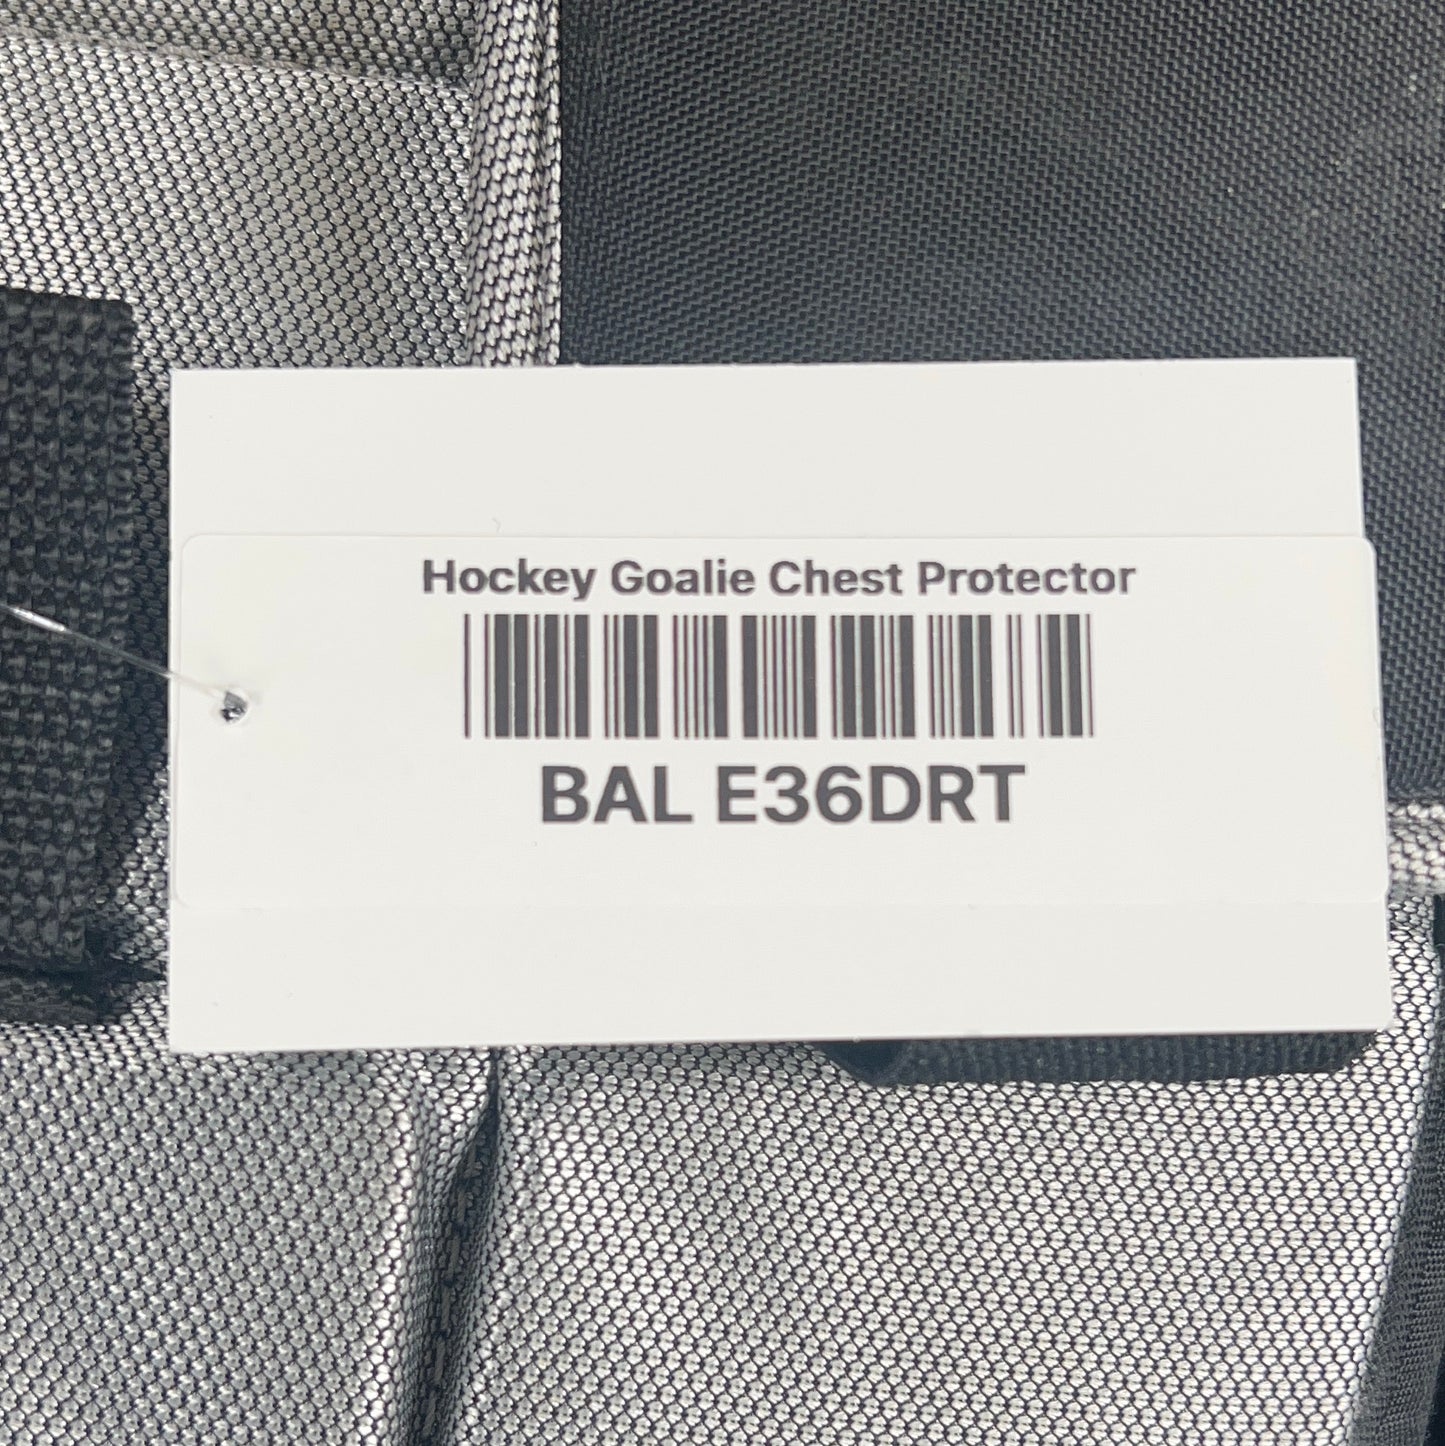 Hockey Goalie Chest Protector
BAL E36DRT